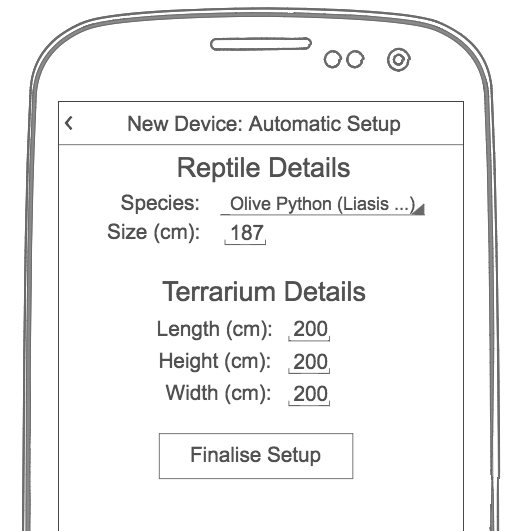 New Device: Automatic Setup
Reptile Details
Species: Olive Python (Liasis ...)
Size (cm): 187
Terrarium Details
Length (cm): 200
Height (cm): 200
Width (cm): 200
Finalise Setup